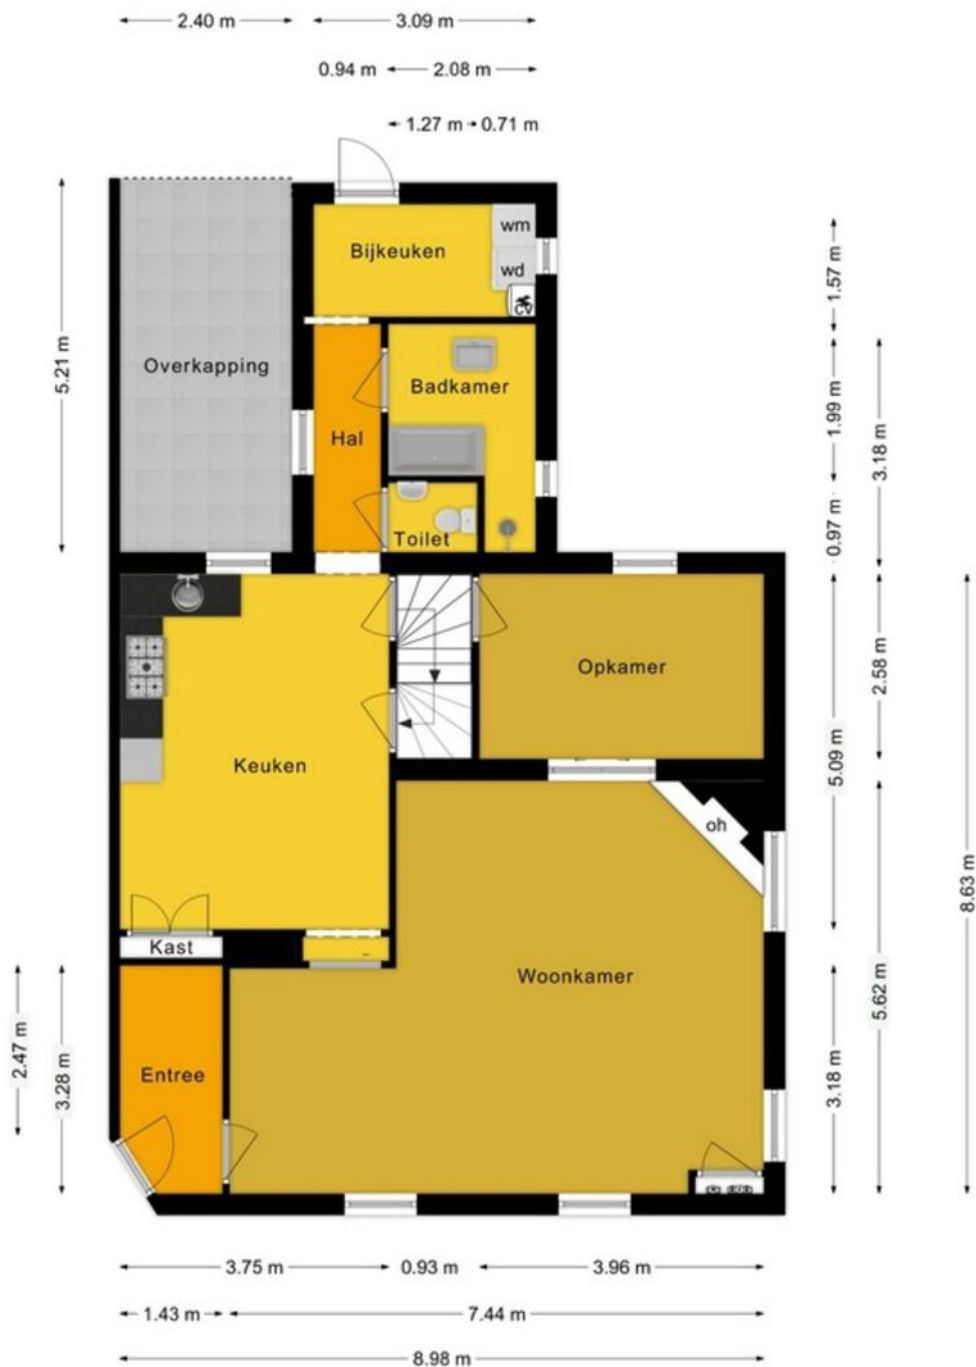 2.40 m
3.09 m
0.94 m
2.08 m
1.27 m
0.71 m
Bijkeuken
wm
wd
cv
5.21 m
Overkapping
Hal
Badkamer
Toilet
1.57 m
1.99 m
3.18 m
0.97 m
Keuken
Opkamer
2.58 m
5.09 m
8.63 m
oh
Kast
Woonkamer
5.62 m
2.47 m
3.28 m
Entree
3.18 m
3.75 m
0.93 m
3.96 m
1.43 m
7.44 m
8.98 m